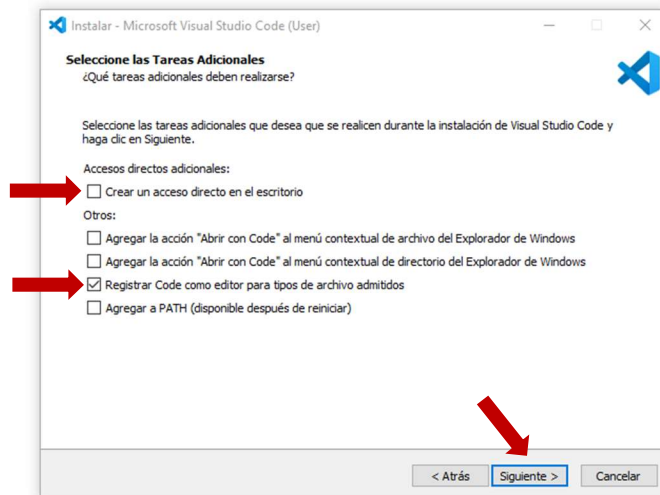 Instalar - Microsoft Visual Studio Code (User)
Seleccione las Tareas Adicionales
¿Qué tareas adicionales deben realizarse?
Seleccione las tareas adicionales que desea que se realicen durante la instalación de Visual Studio Code y
haga clic en Siguiente.
Accesos directos adicionales:
Crear un acceso directo en el escritorio
Otros:
Agregar la acción "Abrir con Code" al menú contextual de archivo del Explorador de Windows
Agregar la acción "Abrir con Code" al menú contextual de directorio del Explorador de Windows
Registrar Code como editor para tipos de archivo admitidos
Agregar a PATH (disponible después de reiniciar)
< Atrás Siguiente > Cancelar